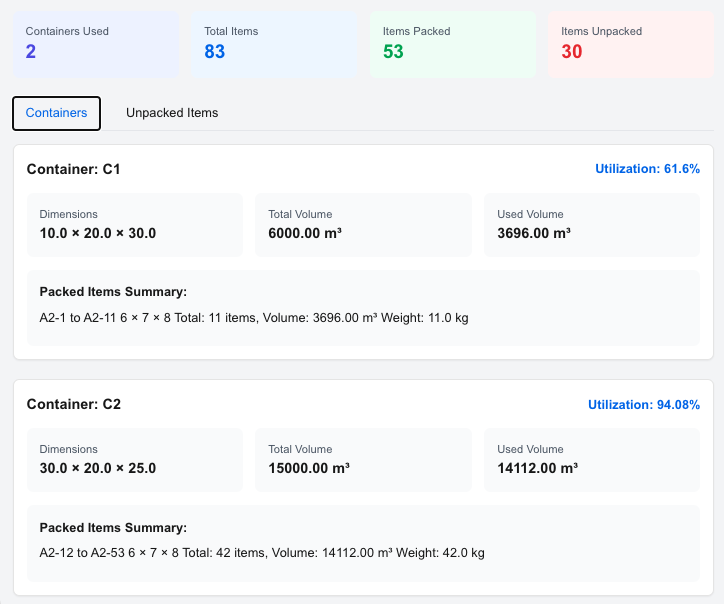 Containers Used
2
Total Items
83
Items Packed
53
Items Unpacked
30
Containers
Unpacked Items
Container: C1
Utilization: 61.6%
Dimensions
10.0 × 20.0 × 30.0
Total Volume
6000.00 m³
Used Volume
3696.00 m³
Packed Items Summary:
A2-1 to A2-11 6 × 7 × 8 Total: 11 items, Volume: 3696.00 m³ Weight: 11.0 kg
Container: C2
Utilization: 94.08%
Dimensions
30.0 × 20.0 × 25.0
Total Volume
15000.00 m³
Used Volume
14112.00 m³
Packed Items Summary:
A2-12 to A2-53 6 × 7 × 8 Total: 42 items, Volume: 14112.00 m³ Weight: 42.0 kg